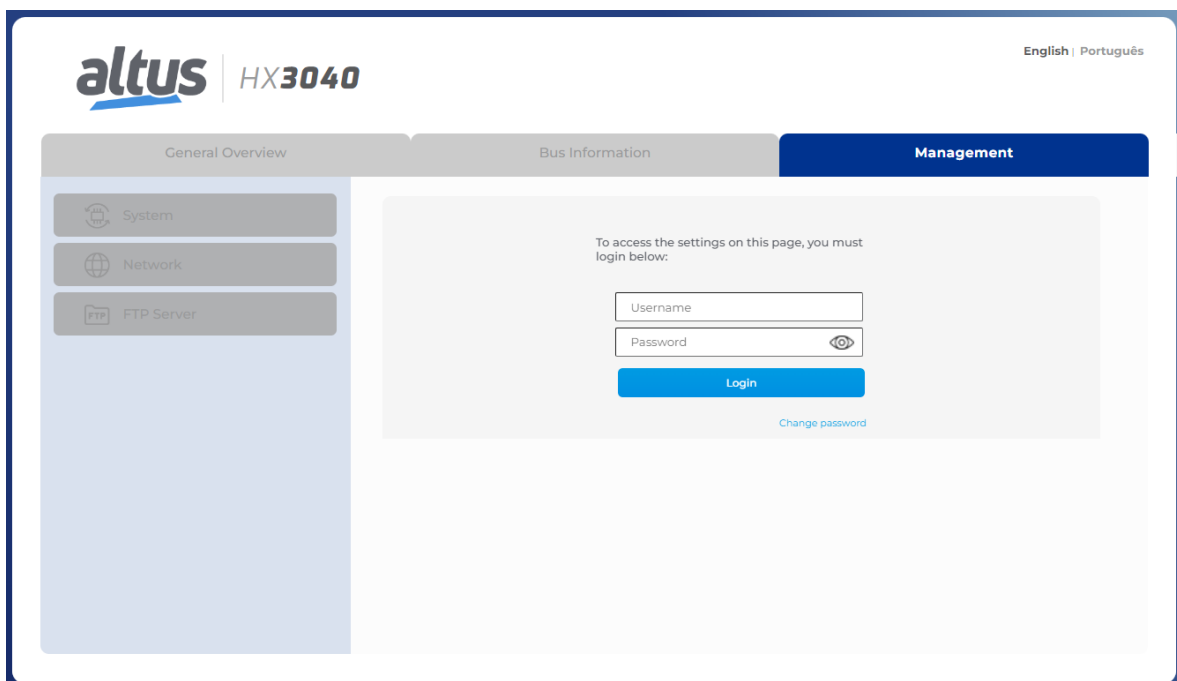 altus HX3040
English | Português
General Overview
Bus Information
Management
System
Network
FTP FTP Server
To access the settings on this page, you must
login below:
Username
Password
Login
Change password